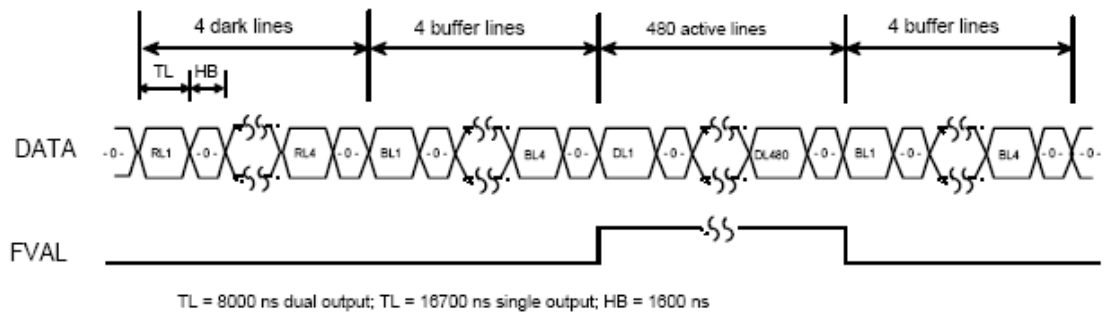 4 dark lines 4 buffer lines 480 active lines 4 buffer lines
TL HB
DATA -0- RL1 -0- RL4 -0- BL1 -0- BL4 -0- DL1 -0- DL480 -0- BL1 -0- BL4 -0- -0-
FVAL
TL = 8000 ns dual output; TL = 16700 ns single output; HB = 1600 ns